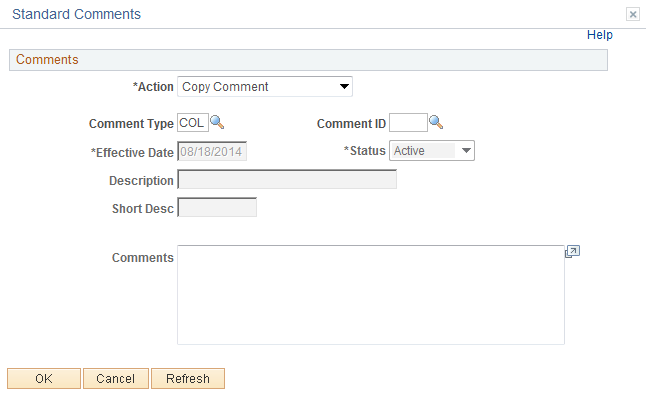 Standard Comments
Help
Comments
*Action Copy Comment
Comment Type COL Comment ID
*Effective Date 08/18/2014 *Status Active
Description
Short Desc
Comments
OK Cancel Refresh